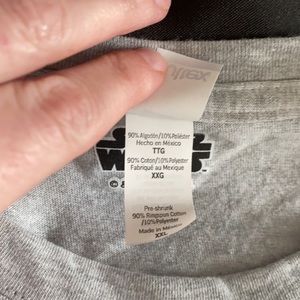 90% Algodón/10% Poliéster
Hecho en México
TTG
90% Coton/10% Polyester
Fabriqué au Mexique
XXG
Pre-shrunk
90% Ringspun Cotton
/10% Polyester
Made in Mexico
XXL